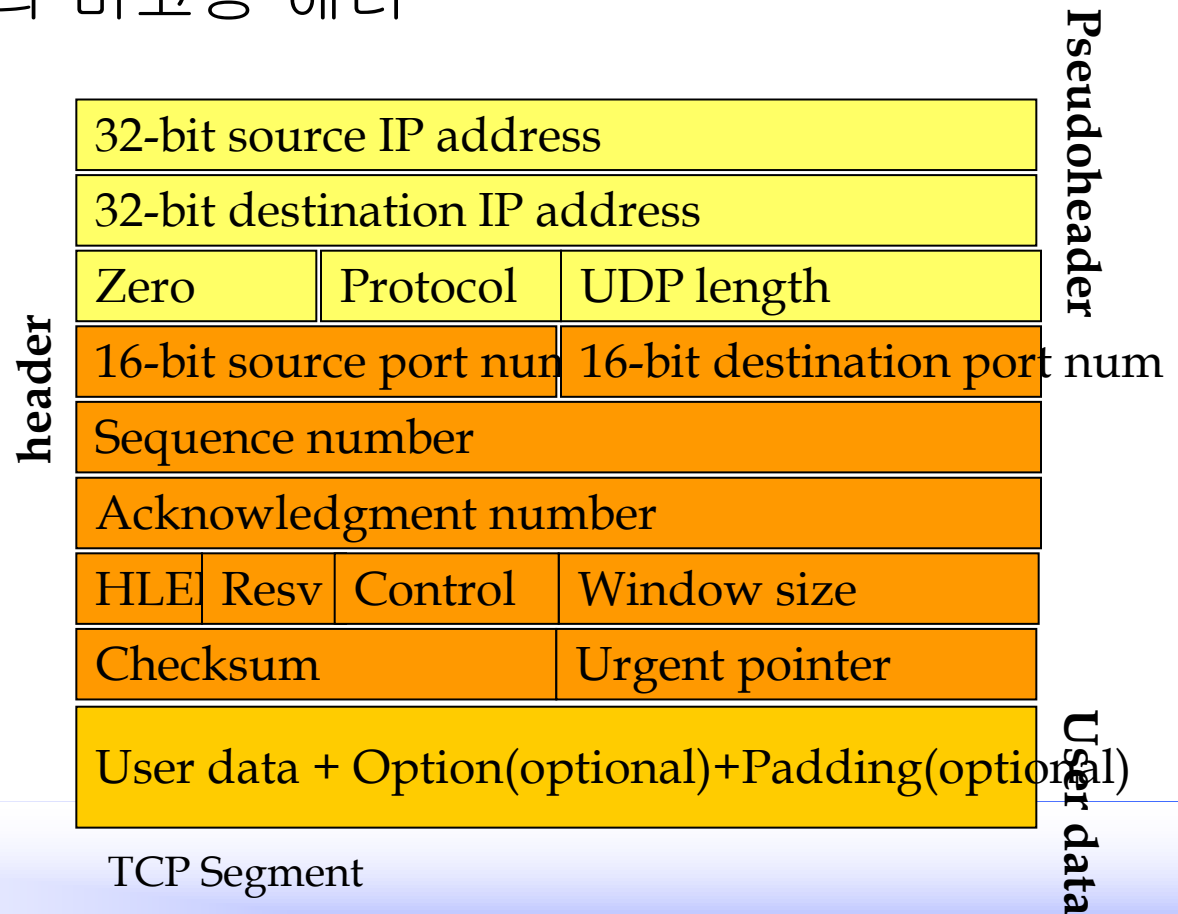 Pseudoheader
32-bit source IP address
32-bit destination IP address
Zero Protocol UDP length
header
16-bit source port num 16-bit destination port num
Sequence number
Acknowledgment number
Resv Control Window size
Checksum Urgent pointer
User data + Option(optional)+Padding(optional)
User data
TCP Segment